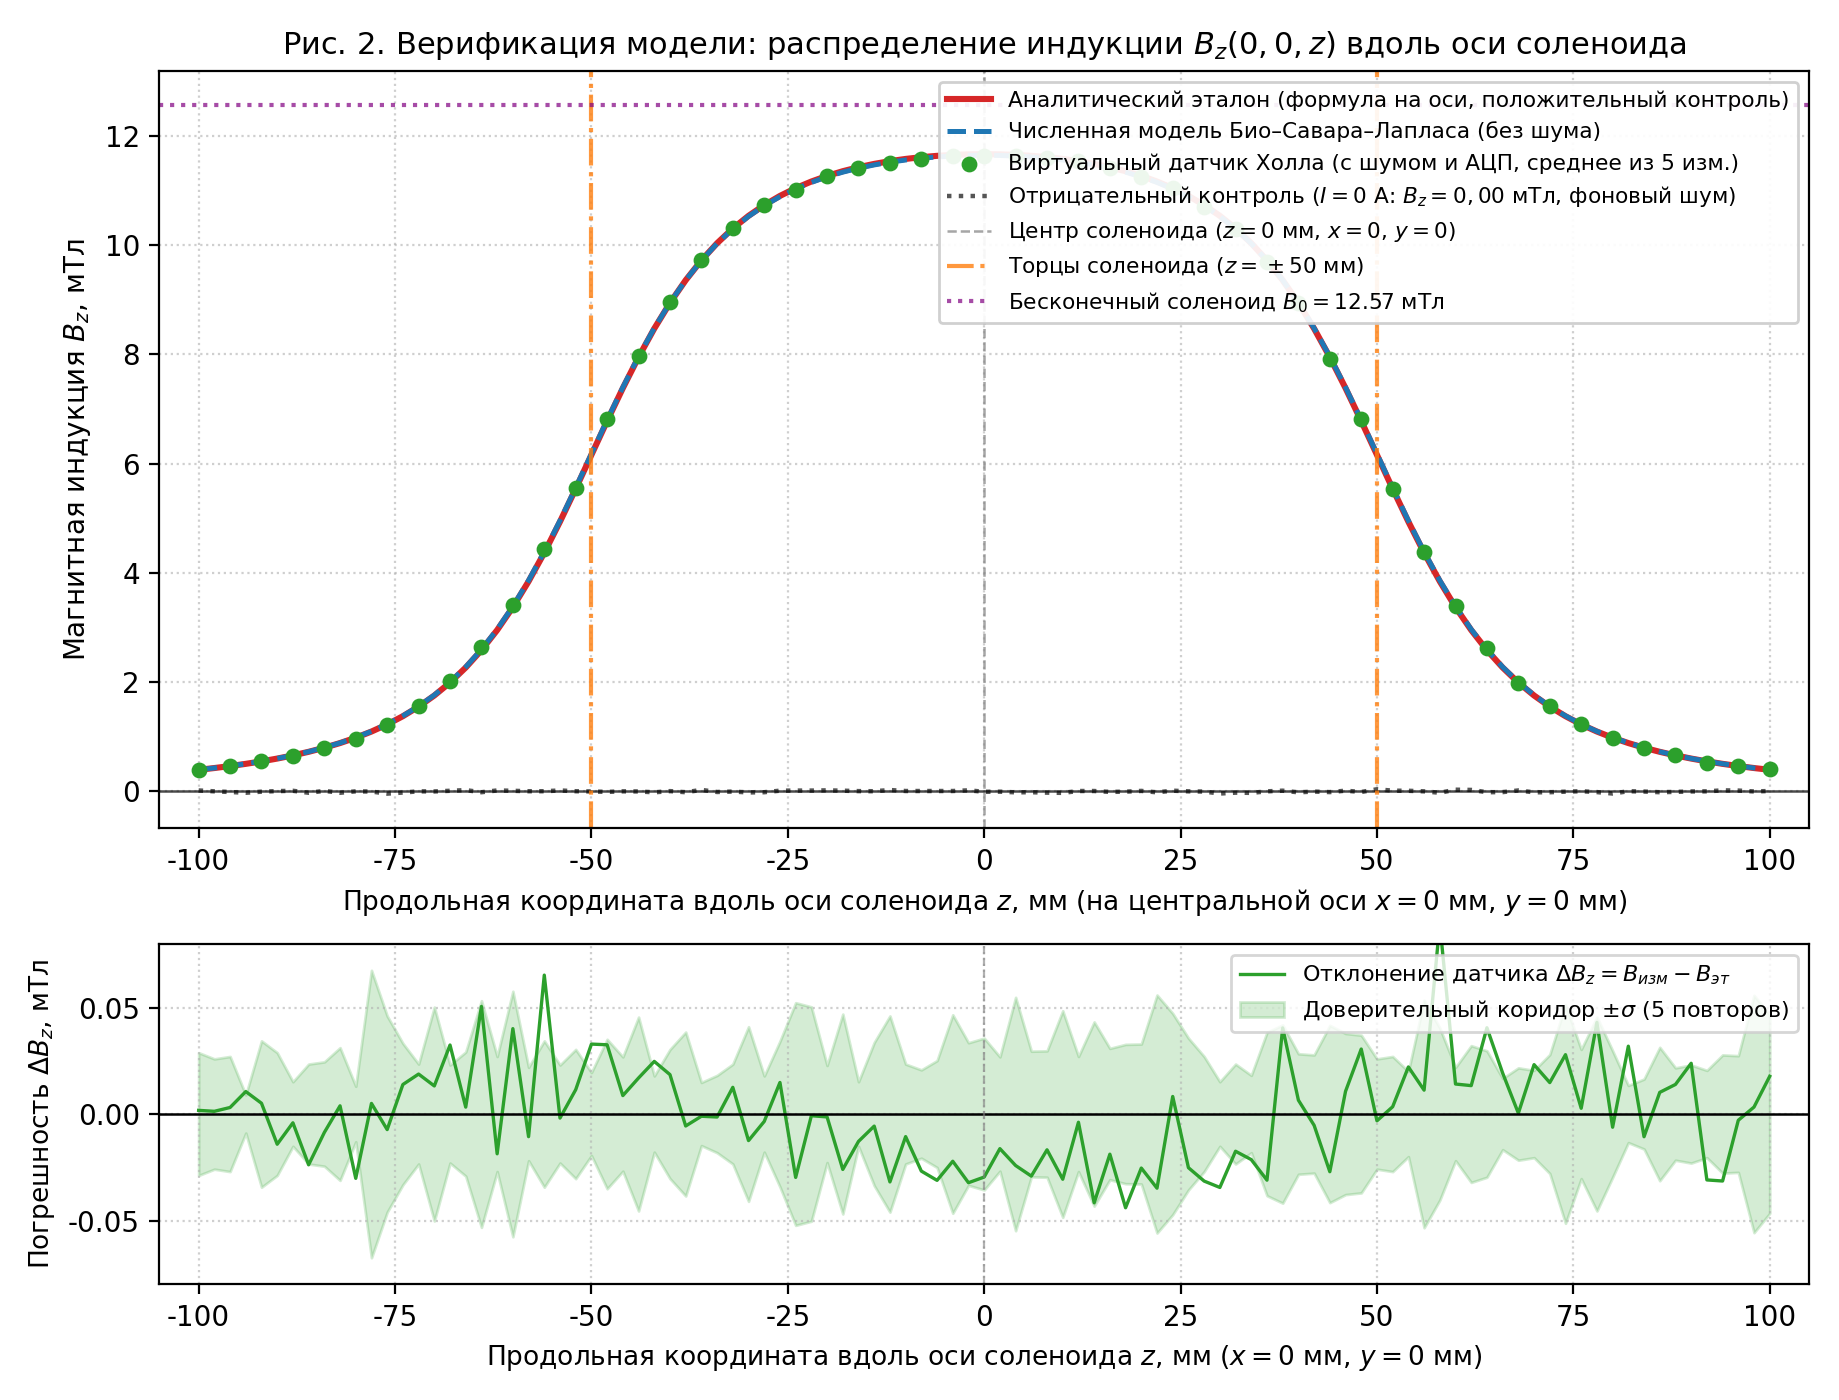 Рис. 2. Верификация модели: распределение индукции B_z(0, 0, z) вдоль оси соленоида
Магнитная индукция B_z, мТл
12
10
8
6
4
2
0
Аналитический эталон (формула на оси, положительный контроль)
Численная модель Био–Савара–Лапласа (без шума)
Виртуальный датчик Холла (с шумом и АЦП, среднее из 5 изм.)
Отрицательный контроль (I = 0 А: B_z = 0, 00 мТл, фоновый шум)
Центр соленоида (z = 0 мм, x = 0, y = 0)
Торцы соленоида (z = ±50 мм)
Бесконечный соленоид B_0 = 12.57 мТл
-100 -75 -50 -25 0 25 50 75 100
Продольная координата вдоль оси соленоида z, мм (на центральной оси x = 0 мм, y = 0 мм)
Погрешность ΔB_z, мТл
0.05
0.00
-0.05
Отклонение датчика ΔB_z = B_изм − B_эт
Доверительный коридор ±σ (5 повторов)
-100 -75 -50 -25 0 25 50 75 100
Продольная координата вдоль оси соленоида z, мм (x = 0 мм, y = 0 мм)